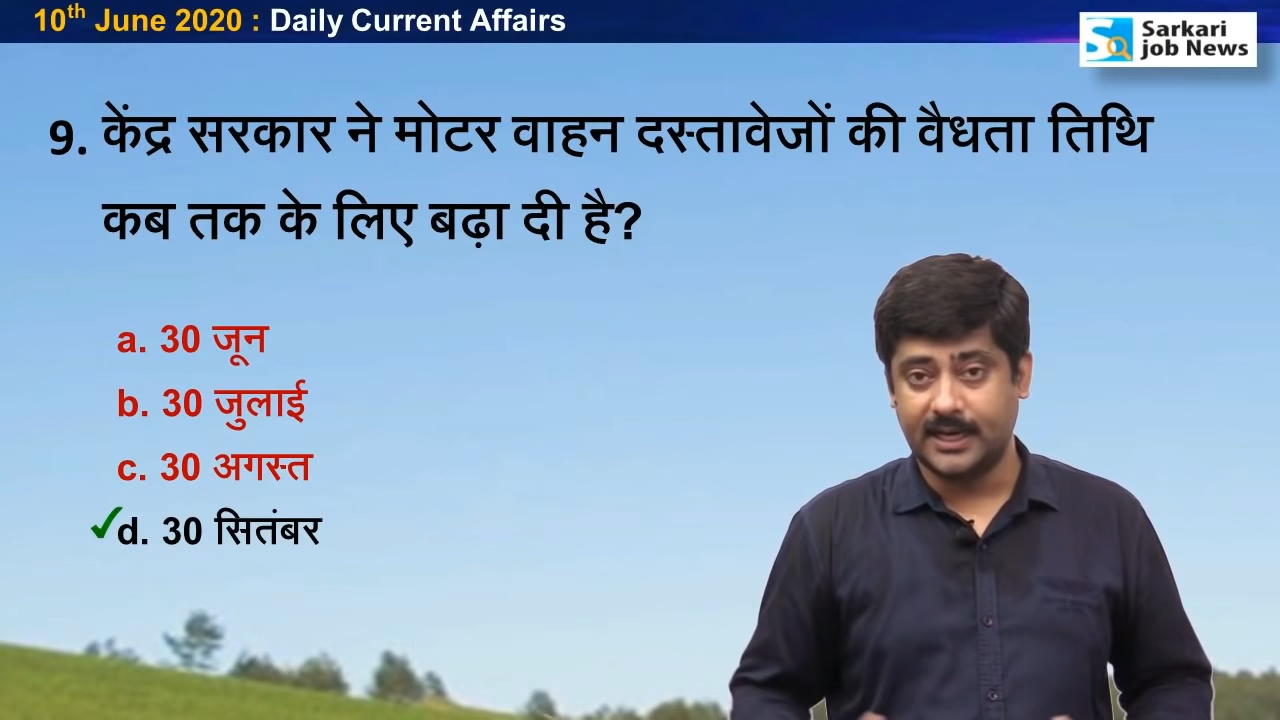 10th June 2020 : Daily Current Affairs
Sarkari
job News
9. केंद्र सरकार ने मोटर वाहन दस्तावेजों की वैधता तिथि
कब तक के लिए बढ़ा दी है?
a. 30 जून
b. 30 जुलाई
c. 30 अगस्त
✓d. 30 सितंबर